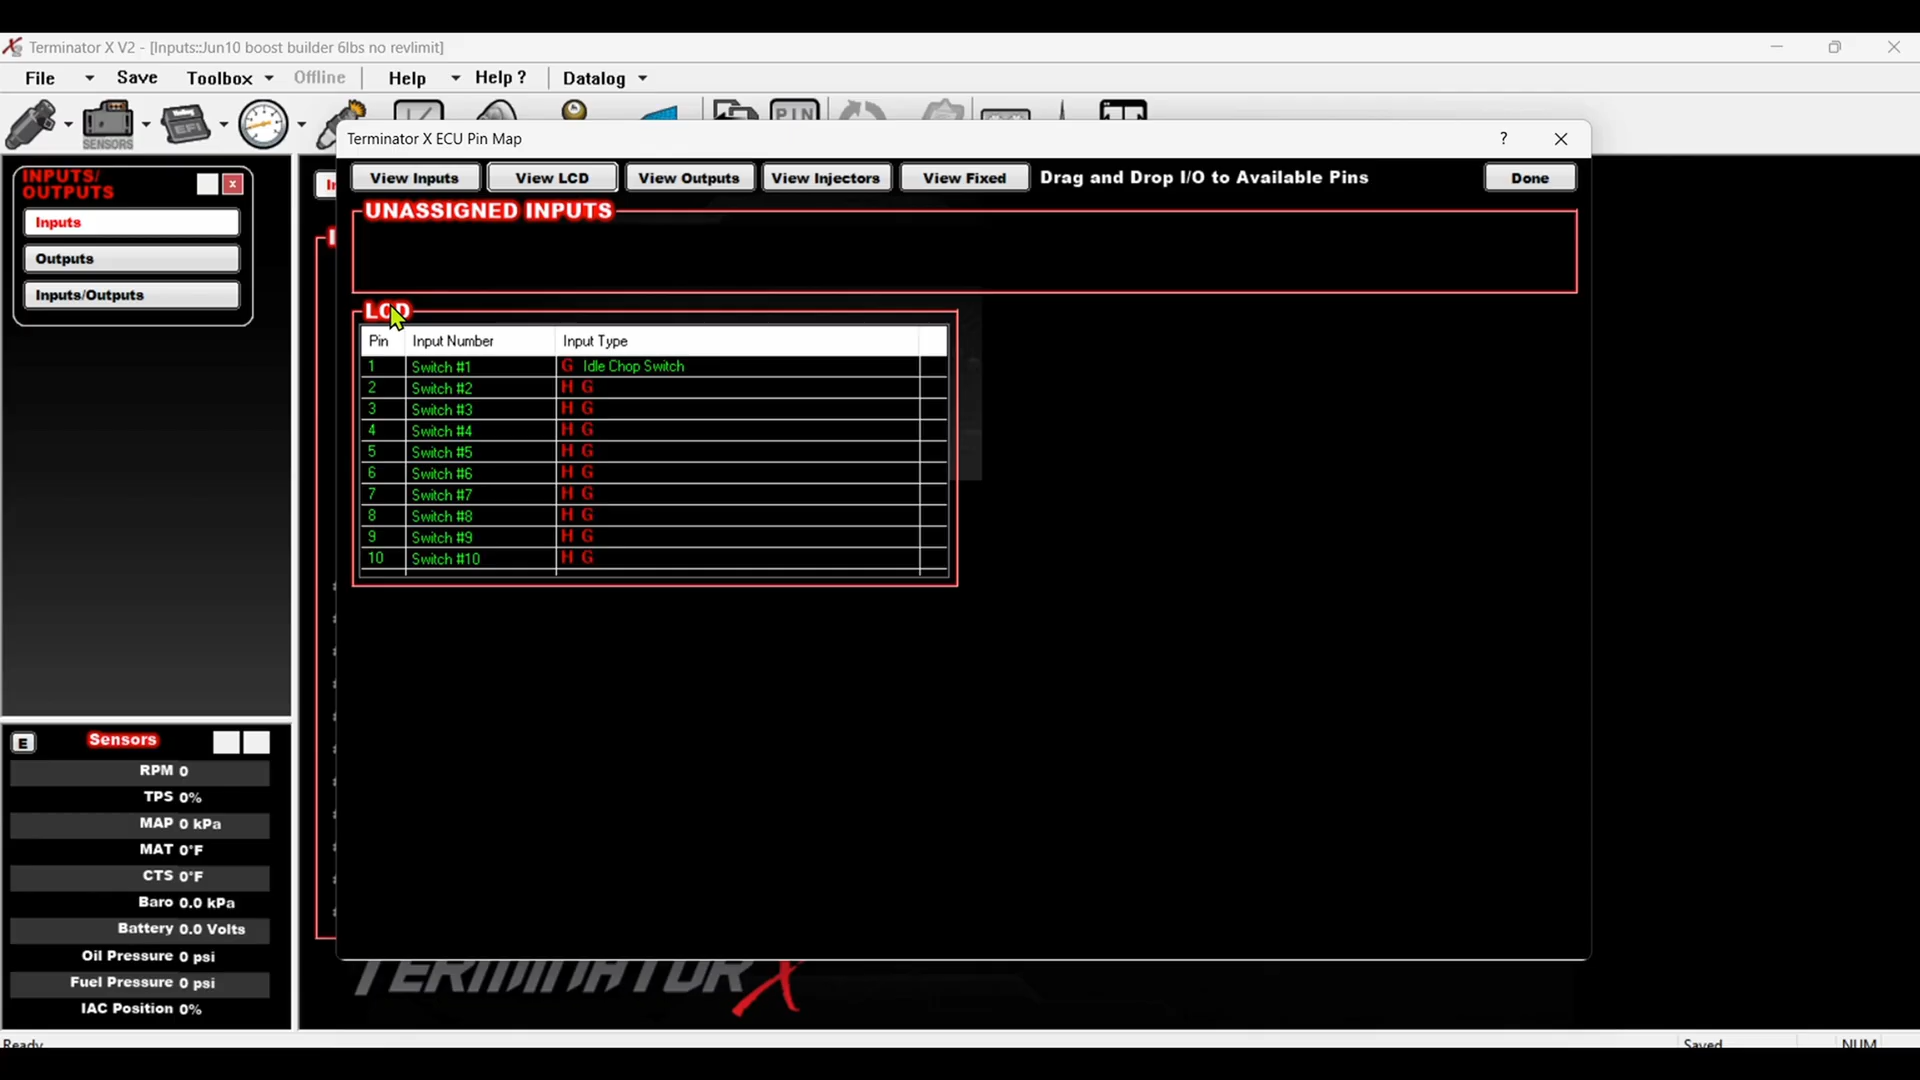 Terminator X V2 - [Inputs::Jun10 boost builder 6lbs no revlimit]
File Save Toolbox Offline Help Help ? Datalog
SENSORS EFI PIN
Terminator X ECU Pin Map ?
View Inputs View LCD View Outputs View Injectors View Fixed Drag and Drop I/O to Available Pins Done
INPUTS/
OUTPUTS
Inputs
Outputs
Inputs/Outputs
UNASSIGNED INPUTS
LCD
Pin Input Number Input Type
1 Switch #1 G Idle Chop Switch
2 Switch #2 H G
3 Switch #3 H G
4 Switch #4 H G
5 Switch #5 H G
6 Switch #6 H G
7 Switch #7 H G
8 Switch #8 H G
9 Switch #9 H G
10 Switch #10 H G
E Sensors
RPM 0
TPS 0%
MAP 0 kPa
MAT 0°F
CTS 0°F
Baro 0.0 kPa
Battery 0.0 Volts
Oil Pressure 0 psi
Fuel Pressure 0 psi
IAC Position 0%
TERMINATOR X
Ready Saved NUM